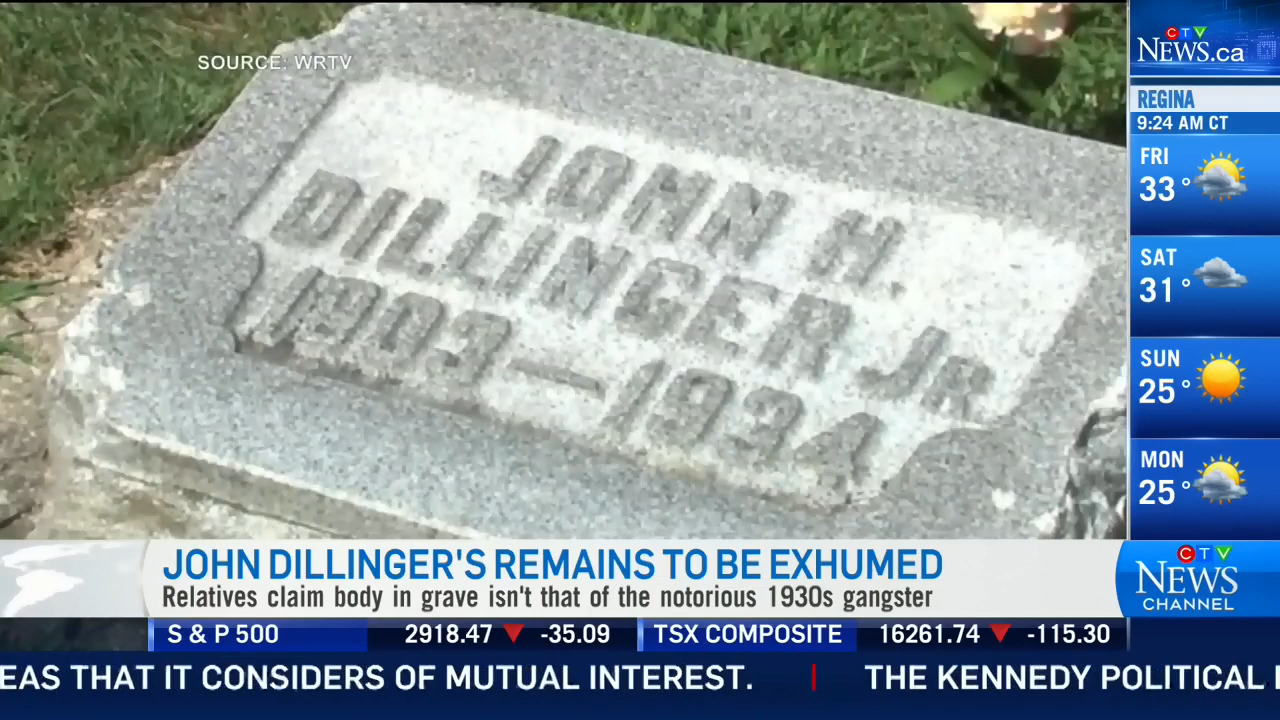 SOURCE: WRTV
JOHN H.
DILLINGER JR
1903 — 1934
CTV
NEWS.ca
REGINA
9:24 AM CT
FRI
33°
SAT
31°
SUN
25°
MON
25°
JOHN DILLINGER'S REMAINS TO BE EXHUMED
Relatives claim body in grave isn't that of the notorious 1930s gangster
CTV
NEWS
CHANNEL
S & P 500 2918.47 ▼ -35.09 TSX COMPOSITE 16261.74 ▼ -115.30
EAS THAT IT CONSIDERS OF MUTUAL INTEREST. | THE KENNEDY POLITICAL